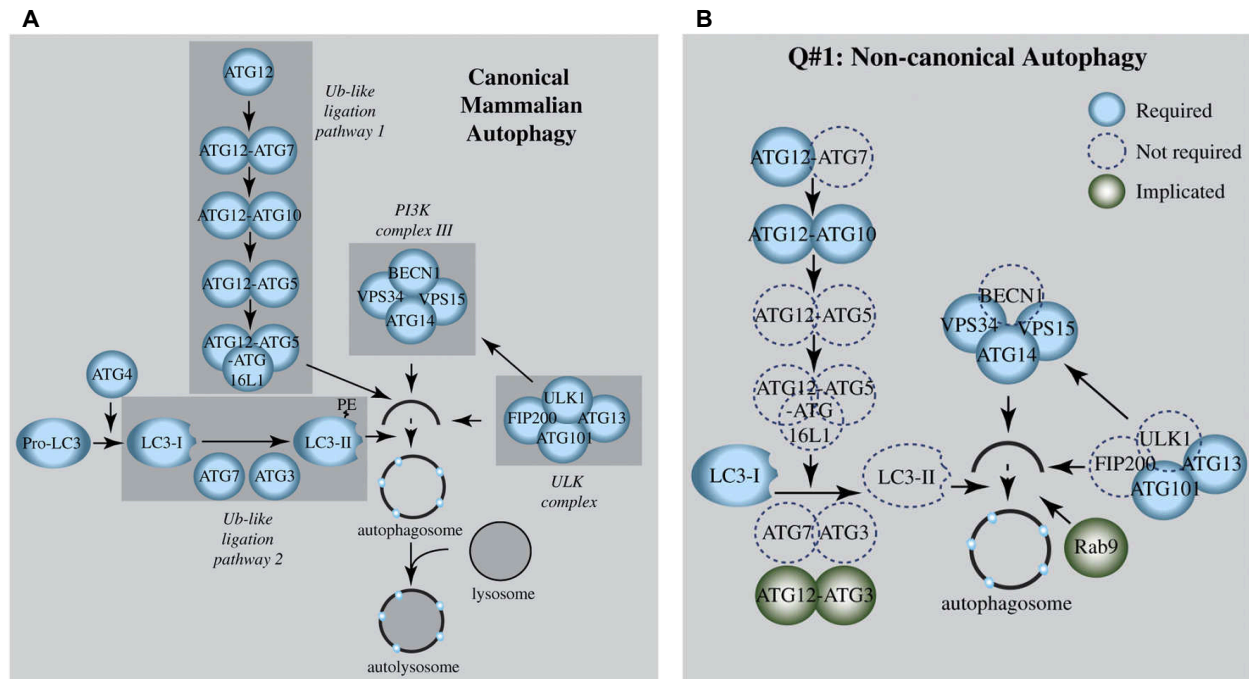 A
Canonical
Mammalian
Autophagy
ATG12
Ub-like
ligation
pathway 1
ATG12-ATG7
ATG12-ATG10
ATG12-ATG5
ATG12-ATG5
-ATG
16L1
PI3K
complex III
BECN1
VPS34
VPS15
ATG14
ATG4
Pro-LC3
LC3-I
PE
LC3-II
ATG7
ATG3
Ub-like
ligation
pathway 2
ULK1
FIP200
ATG13
ATG101
ULK
complex
autophagosome
lysosome
autolysosome
B
Q#1: Non-canonical Autophagy
Required
Not required
Implicated
ATG12-ATG7
ATG12-ATG10
ATG12-ATG5
ATG12-ATG5
-ATG
16L1
BECN1
VPS34
VPS15
ATG14
LC3-I
LC3-II
ATG7
ATG3
ATG12-ATG3
ULK1
FIP200
ATG13
ATG101
Rab9
autophagosome